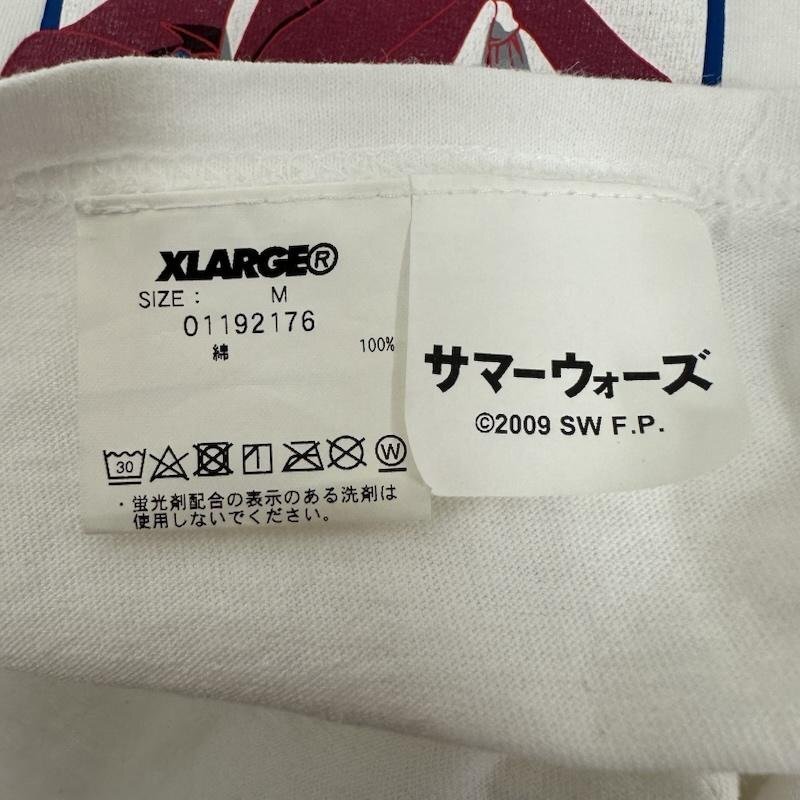 XLARGE®
SIZE : M
01192176
綿 100%
30
W
・蛍光剤配合の表示のある洗剤は
使用しないでください。
サマーウォーズ
©2009 SW F.P.